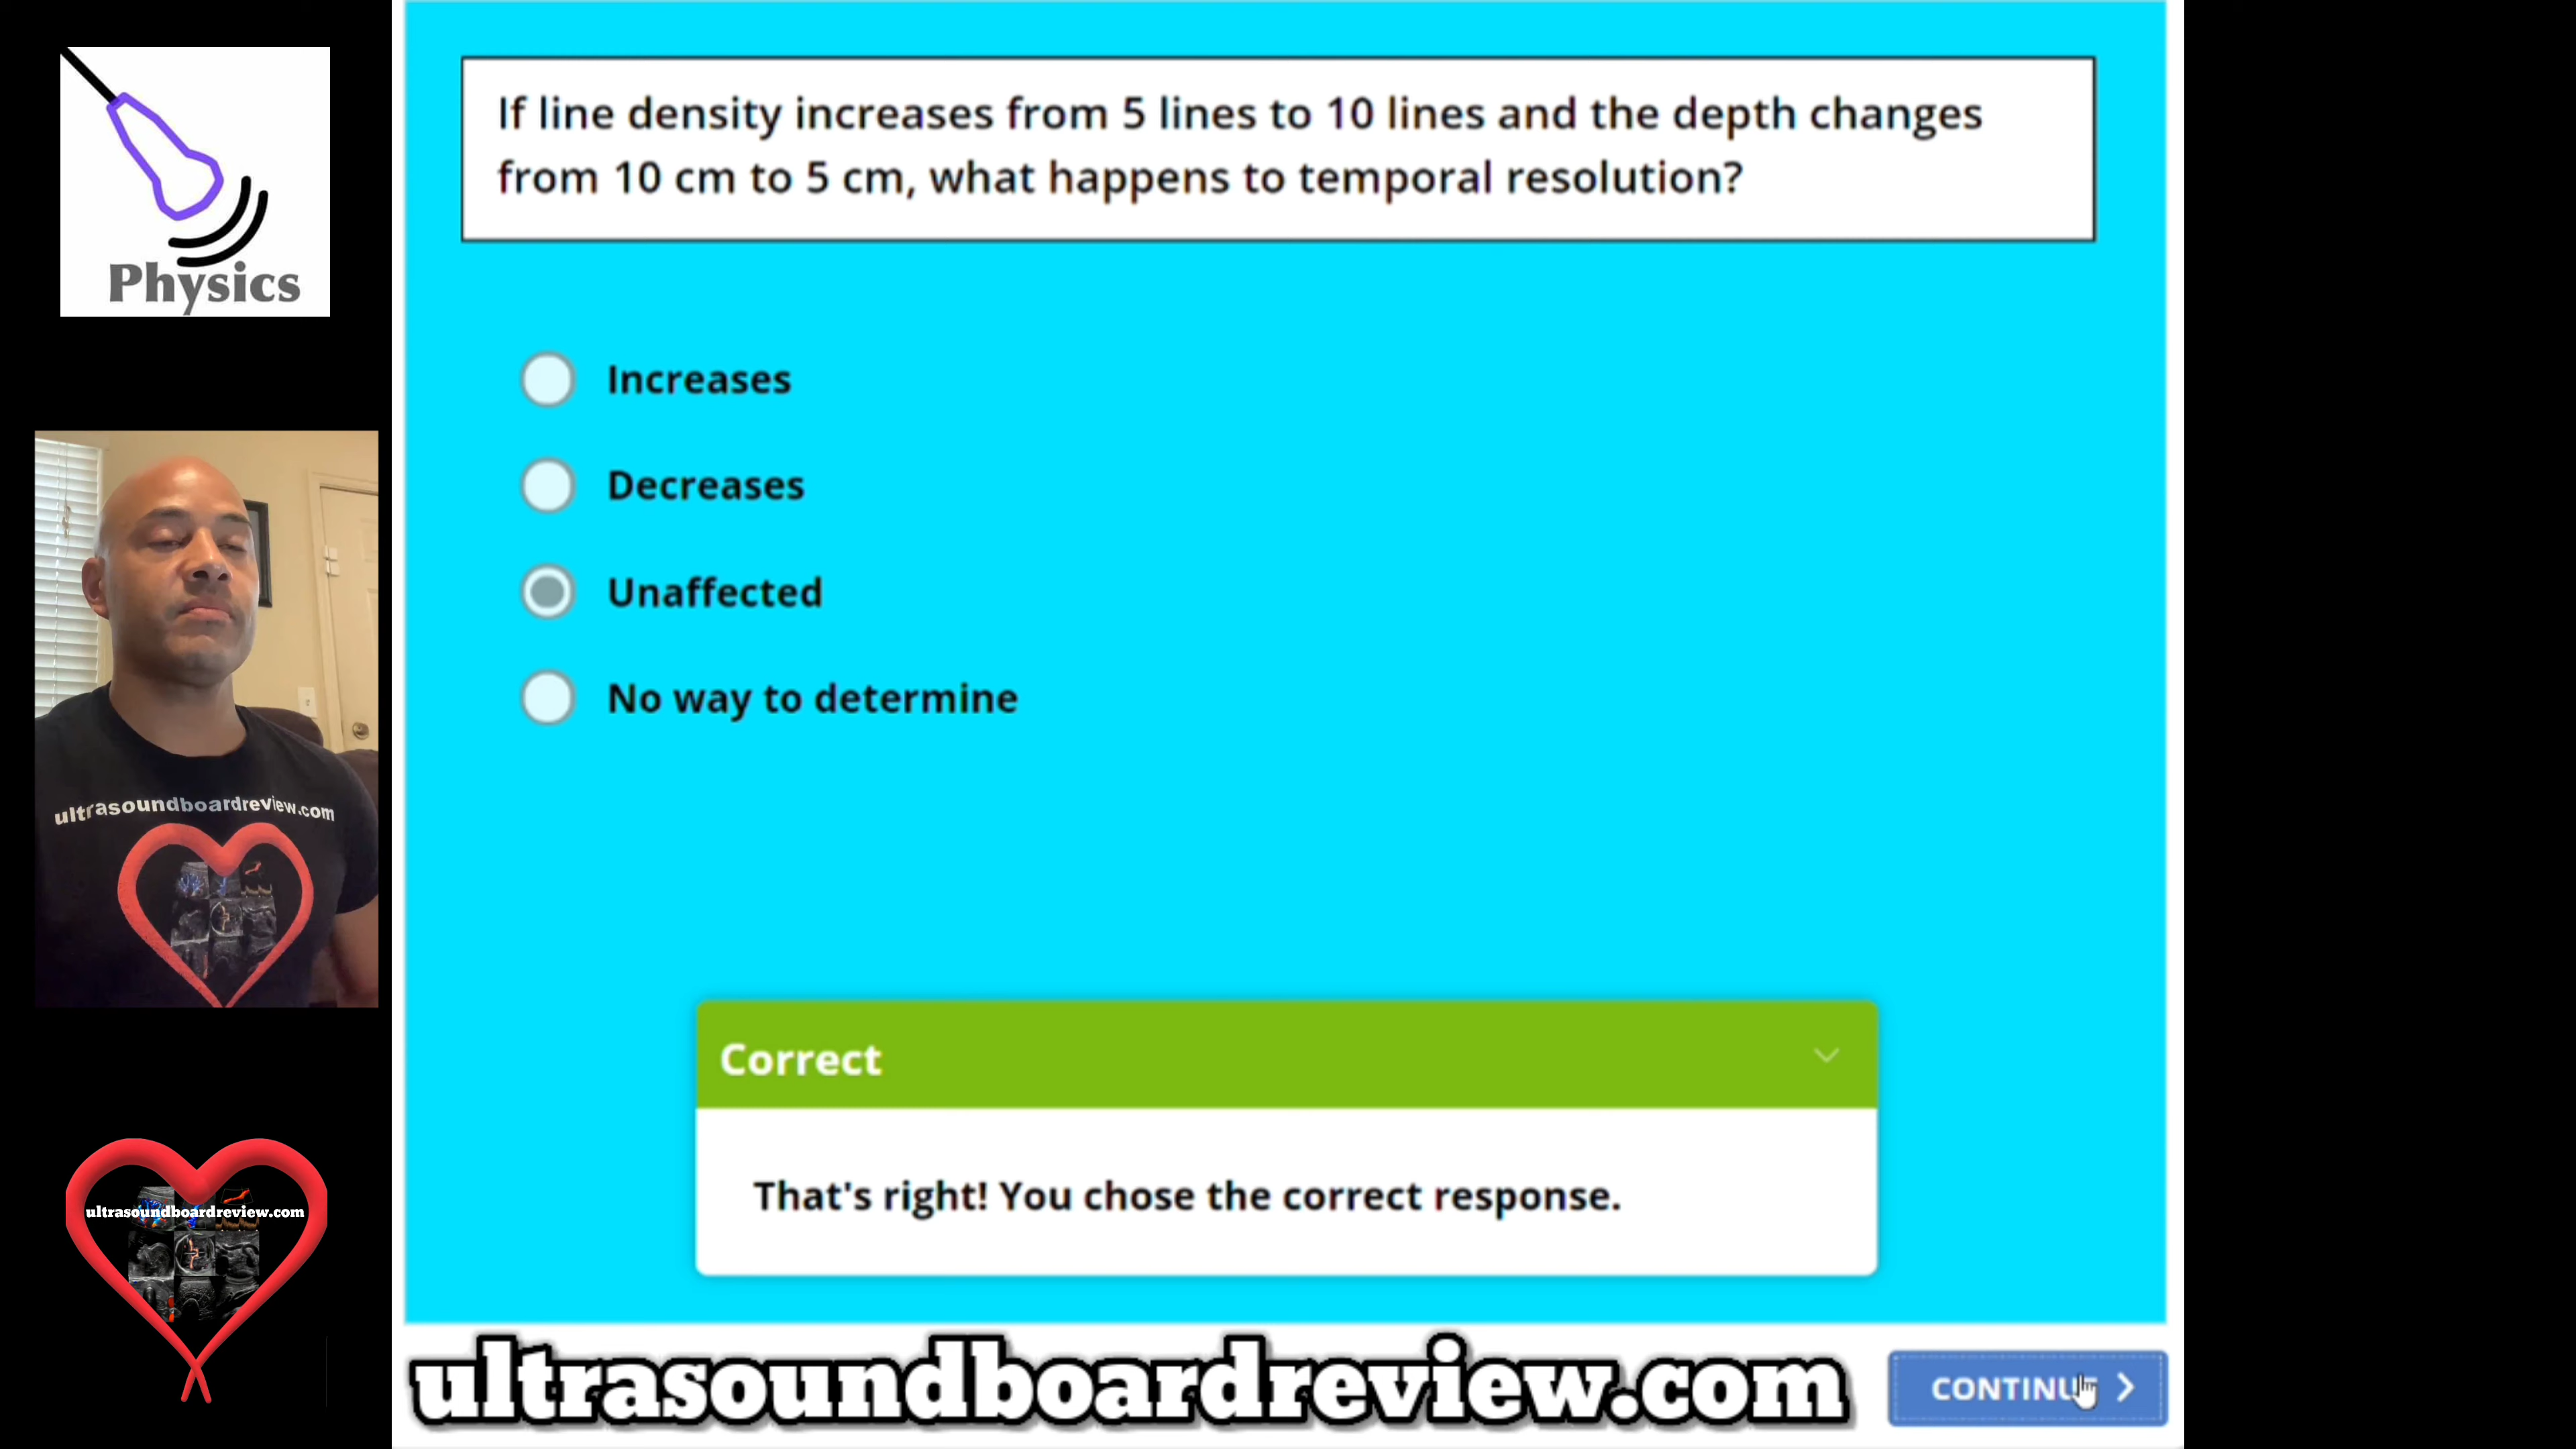 Physics
ultrasoundboardreview.com
ultrasoundboardreview.com
If line density increases from 5 lines to 10 lines and the depth changes
from 10 cm to 5 cm, what happens to temporal resolution?
Increases
Decreases
Unaffected
No way to determine
Correct
That's right! You chose the correct response.
ultrasoundboardreview.com
CONTINUE